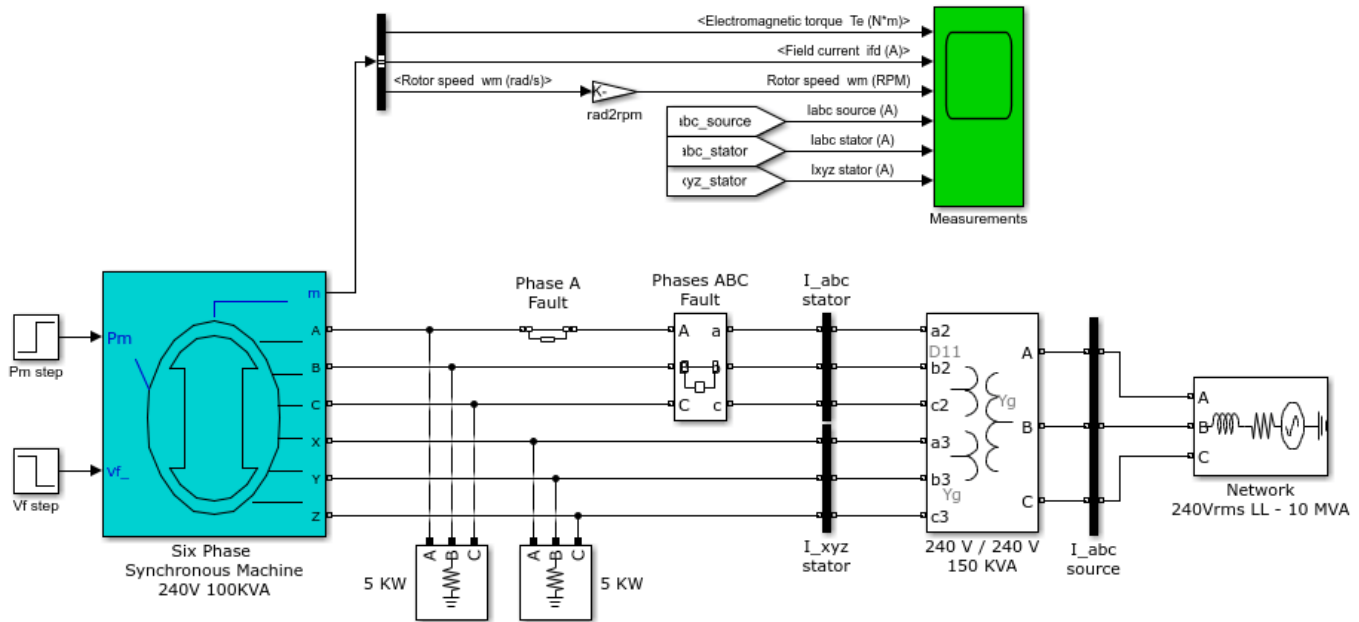 <Electromagnetic torque Te (N*m)>
<Field current ifd (A)>
<Rotor speed wm (rad/s)>
K-
rad2rpm
Rotor speed wm (RPM)
abc_source
Iabc source (A)
abc_stator
Iabc stator (A)
xyz_stator
Ixyz stator (A)
Measurements
Pm step
Vf step
Pm
Vf_
m
A
B
C
X
Y
Z
Six Phase
Synchronous Machine
240V 100KVA
Phase A
Fault
Phases ABC
Fault
A a
b
C c
I_abc
stator
I_xyz
stator
A B C
5 KW
A B C
5 KW
a2
D11
b2
c2
a3
b3
Yg
c3
Yg
A
B
C
240 V / 240 V
150 KVA
I_abc
source
A
B
C
Network
240Vrms LL - 10 MVA